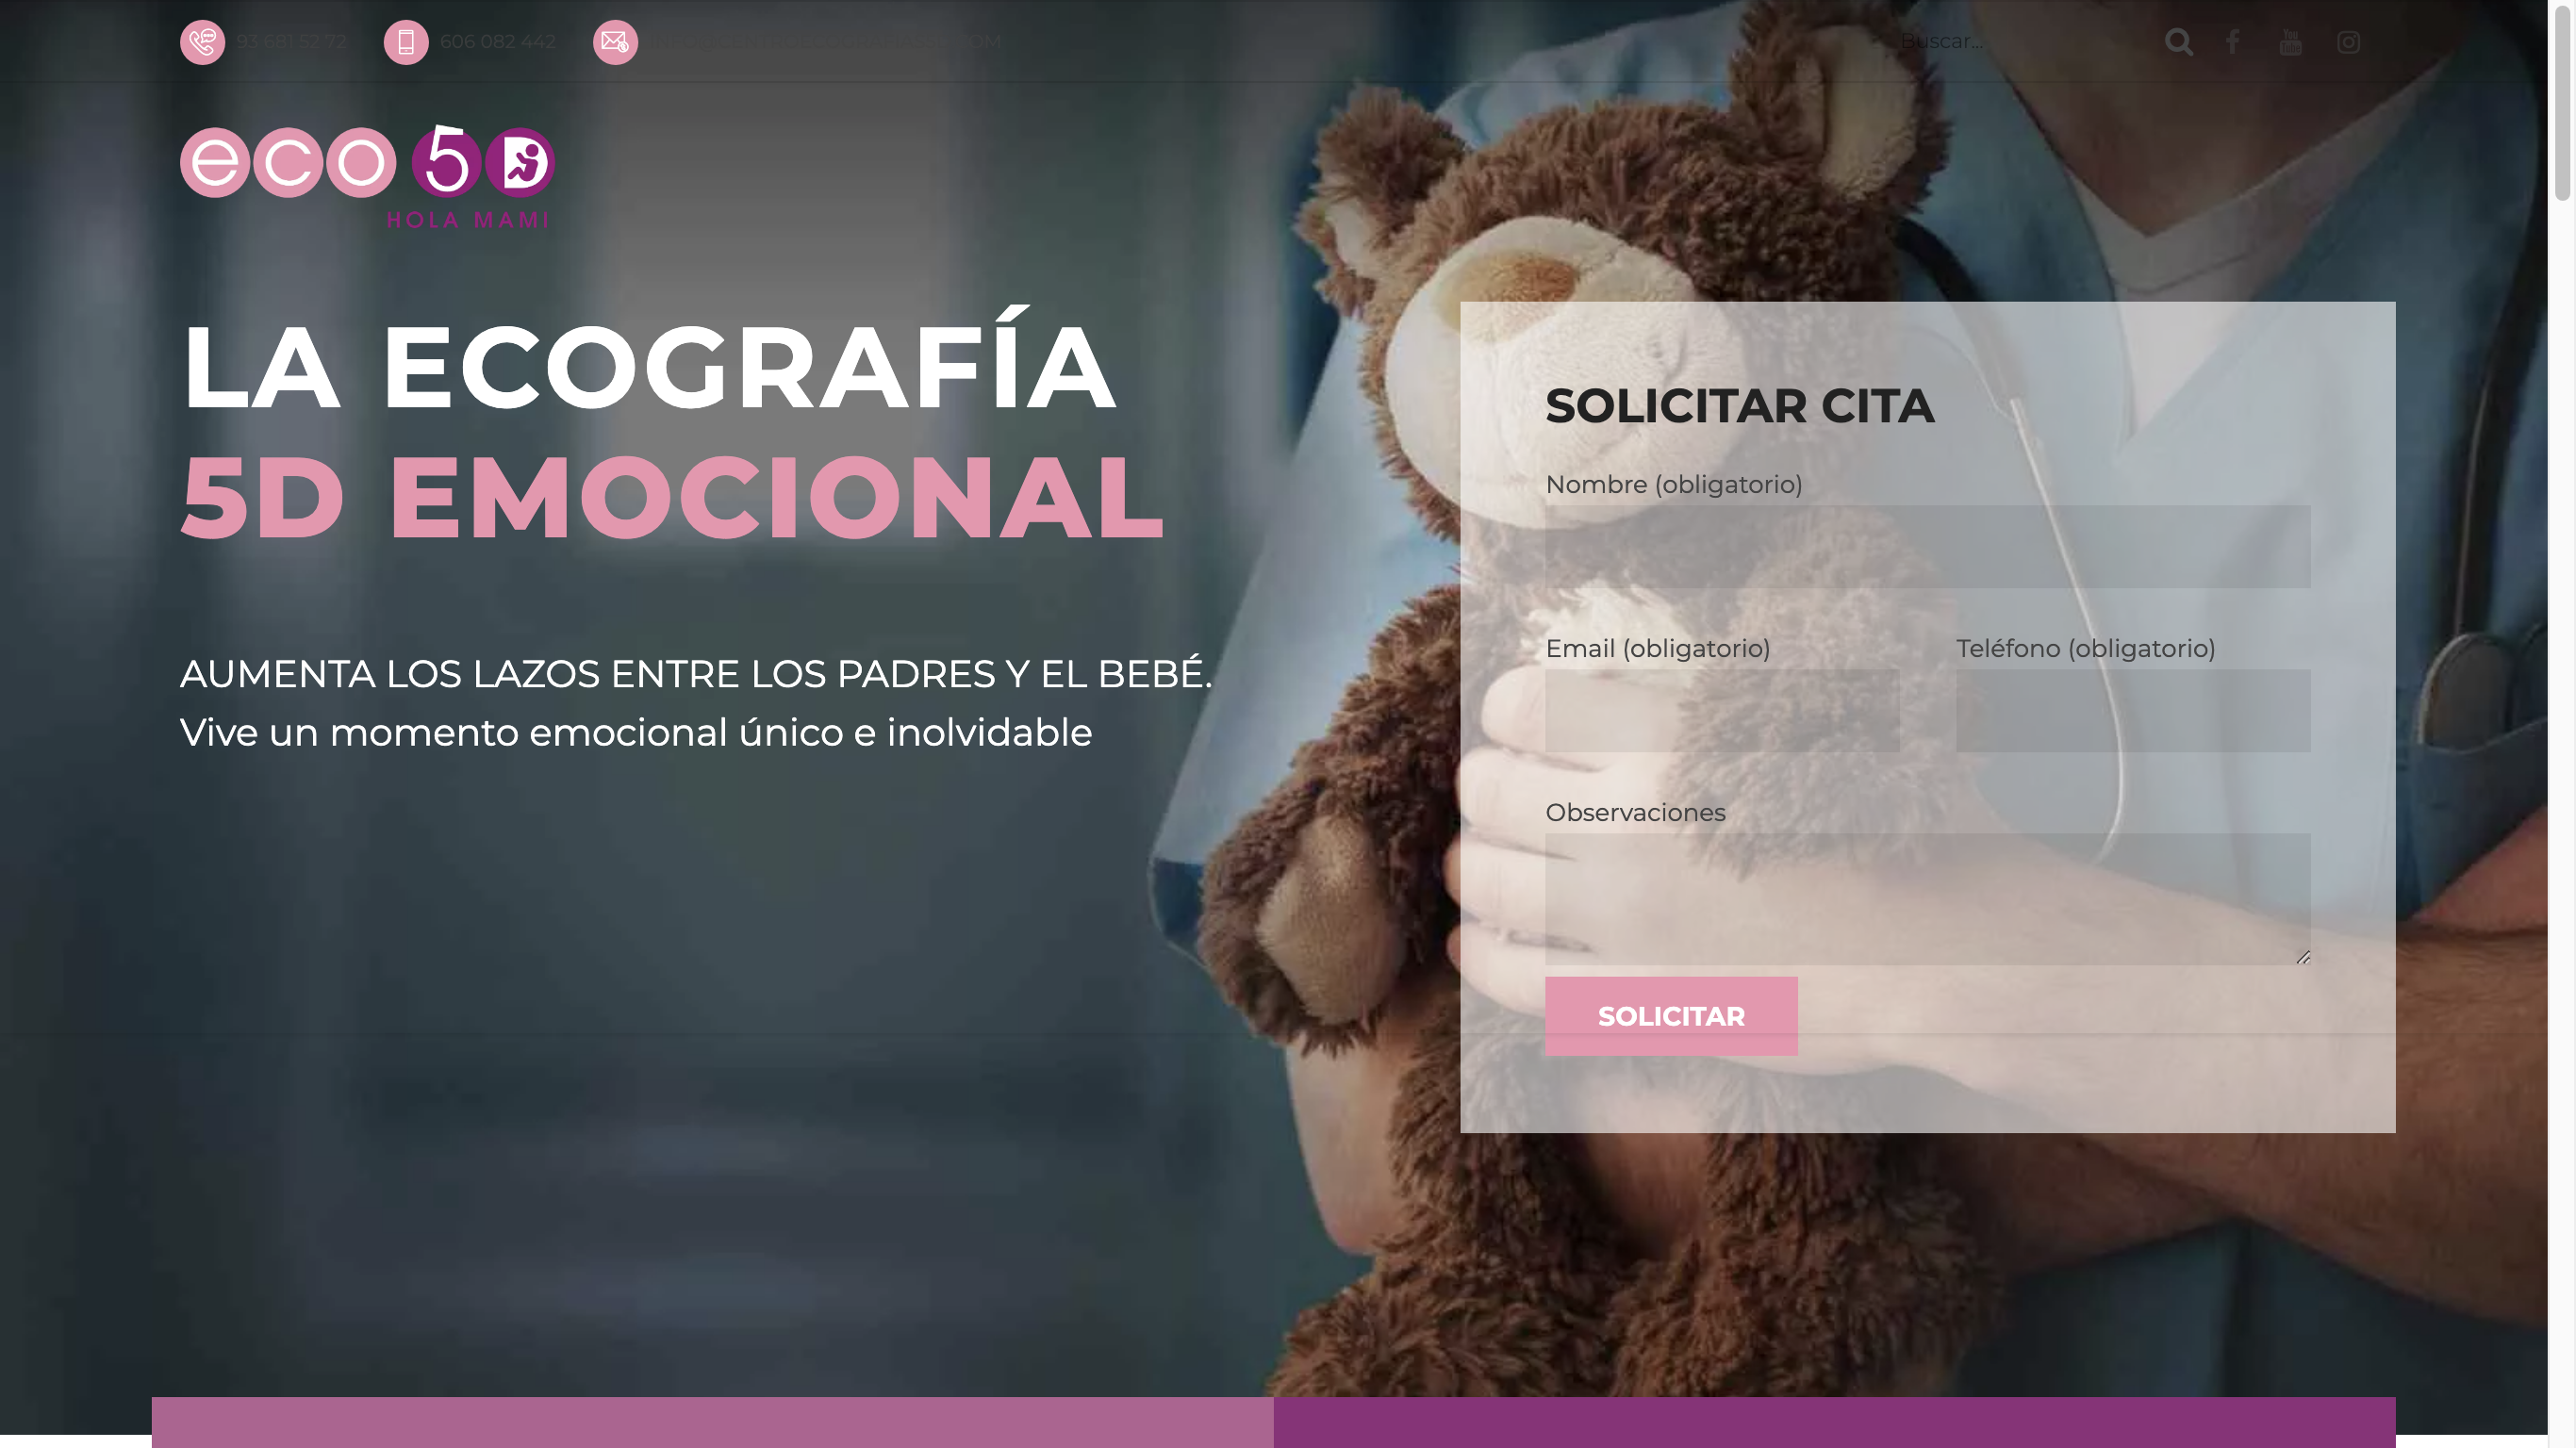 93 681 52 72
606 082 442
Buscar...
eco 5D
HOLA MAMI
LA ECOGRAFÍA
5D EMOCIONAL
AUMENTA LOS LAZOS ENTRE LOS PADRES Y EL BEBÉ.
Vive un momento emocional único e inolvidable
SOLICITAR CITA
Nombre (obligatorio)
Email (obligatorio)
Teléfono (obligatorio)
Observaciones
SOLICITAR